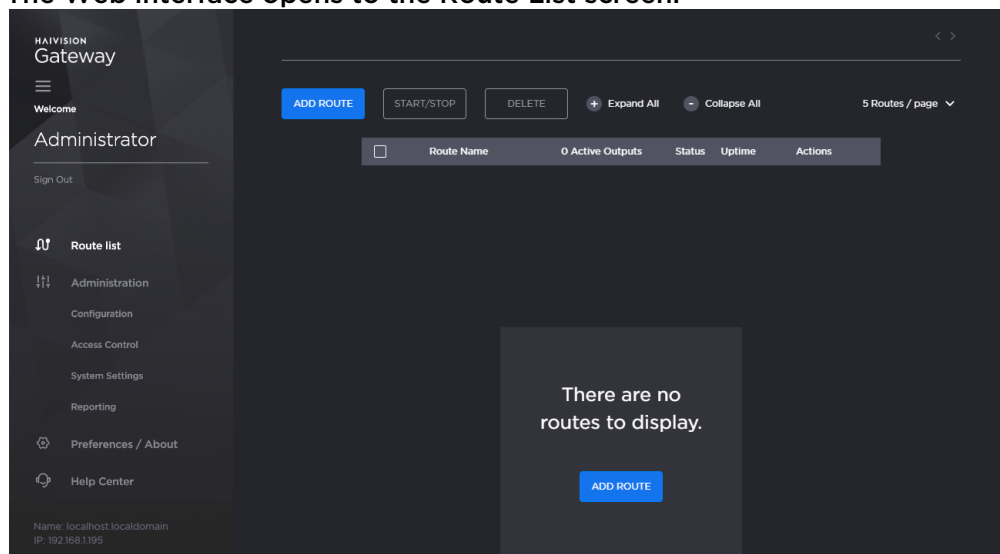 The Web Interface opens to the Route List screen.
HAIVISION
Gateway
Welcome
Administrator
Sign Out
Route list
Administration
Configuration
Access Control
System Settings
Reporting
Preferences / About
Help Center
Name: localhost.localdomain
IP: 192.168.1.195
< >
ADD ROUTE START/STOP DELETE + Expand All - Collapse All 5 Routes / page
Route Name 0 Active Outputs Status Uptime Actions
There are no
routes to display.
ADD ROUTE